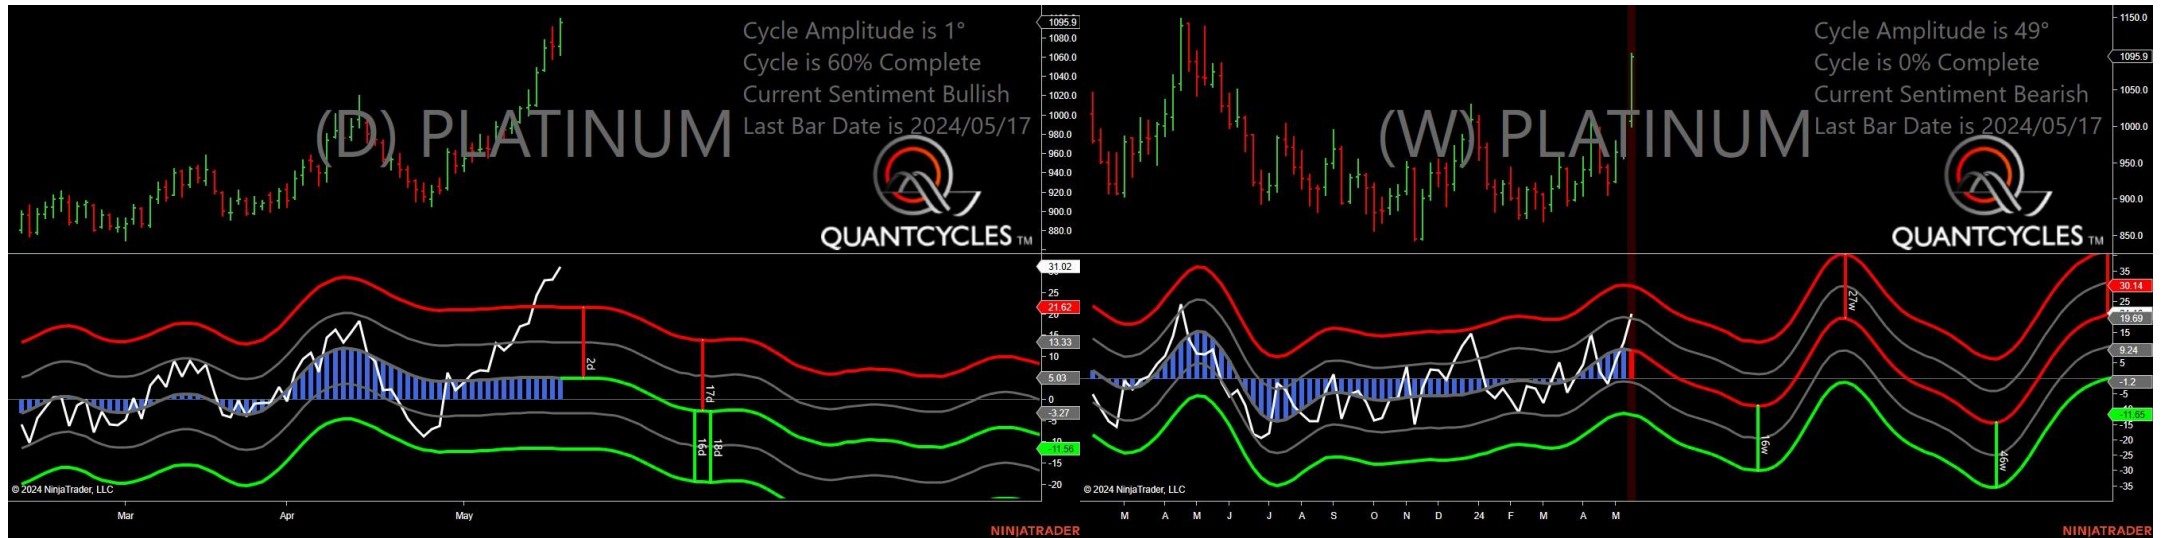 Cycle Amplitude is 1°
Cycle is 60% Complete
Current Sentiment Bullish
Last Bar Date is 2024/05/17
(D) PLATINUM
QUANTCYCLES TM
1095.9
1080.0
1060.0
1040.0
1020.0
1000.0
980.0
960.0
940.0
920.0
900.0
880.0
31.02
25
21.62
20
13.33
10
5.03
0
-3.27
-5
-11.56
-15
-20
2d
17d
16d
18d
© 2024 NinjaTrader, LLC
Mar
Apr
May
NINJATRADER
Cycle Amplitude is 49°
Cycle is 0% Complete
Current Sentiment Bearish
Last Bar Date is 2024/05/17
(W) PLATINUM
QUANTCYCLES TM
1150.0
1095.9
1050.0
1000.0
950.0
900.0
850.0
35
30.14
25
19.69
15
9.24
5
-1.2
-5
-11.65
-15
-20
-25
-30
-35
27w
16w
46w
© 2024 NinjaTrader, LLC
M A M J J A S O N D 24 F M A M
NINJATRADER